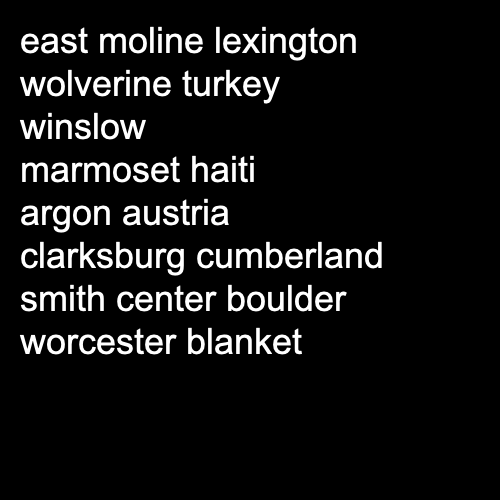 east moline lexington
wolverine turkey
winslow
marmoset haiti
argon austria
clarksburg cumberland
smith center boulder
worcester blanket